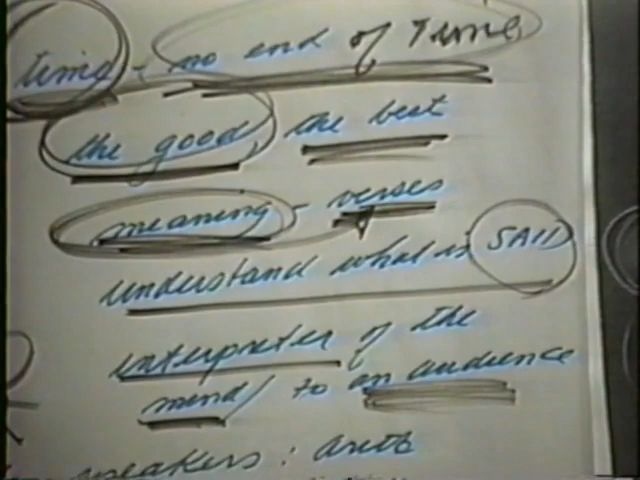 time - no end of Time
the good the best
meaning - verses
understand what is SAID
interpreter of the
mind/ to an audience
speakers: arete